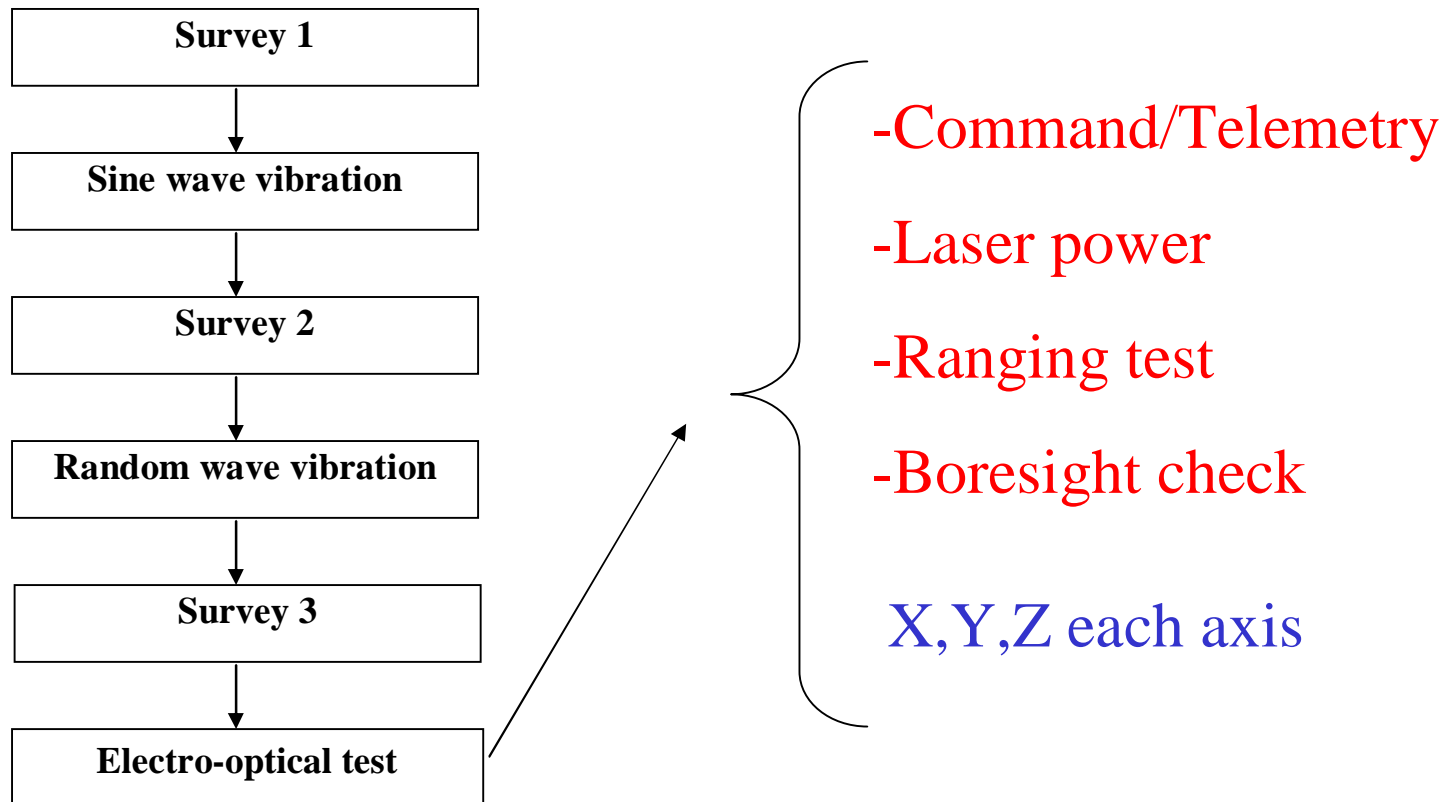 Survey 1
Sine wave vibration
Survey 2
Random wave vibration
Survey 3
Electro-optical test
-Command/Telemetry
-Laser power
-Ranging test
-Boresight check
X,Y,Z each axis